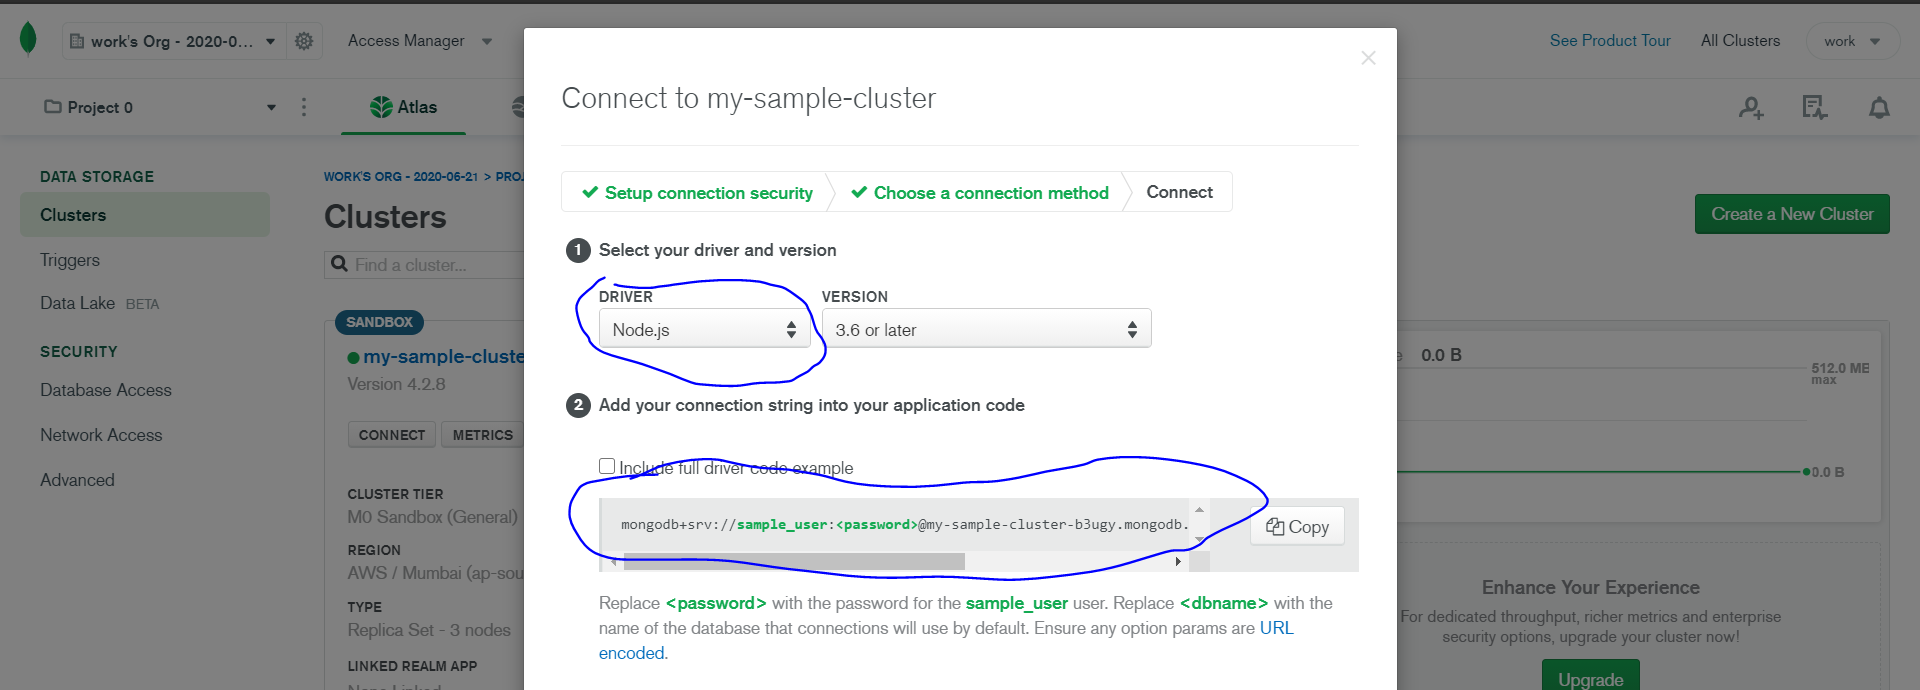 work's Org - 2020-0...
Access Manager
See Product Tour
All Clusters
work
Project 0
Atlas
DATA STORAGE
Clusters
Triggers
Data Lake BETA
SECURITY
Database Access
Network Access
Advanced
WORK'S ORG - 2020-06-21 > PROJ
Clusters
Find a cluster...
Create a New Cluster
SANDBOX
my-sample-cluste
Version 4.2.8
CONNECT METRICS
CLUSTER TIER
M0 Sandbox (General)
REGION
AWS / Mumbai (ap-sou
TYPE
Replica Set - 3 nodes
LINKED REALM APP
None Linked
Connect to my-sample-cluster
Setup connection security
Choose a connection method
Connect
1 Select your driver and version
DRIVER VERSION
Node.js 3.6 or later
2 Add your connection string into your application code
Include full driver code example
mongodb+srv://sample_user:<password>@my-sample-cluster-b3ugy.mongodb.
Copy
Replace <password> with the password for the sample_user user. Replace <dbname> with the
name of the database that connections will use by default. Ensure any option params are URL
encoded.
e 0.0 B
512.0 MB
max
0.0 B
Enhance Your Experience
For dedicated throughput, richer metrics and enterprise
security options, upgrade your cluster now!
Upgrade